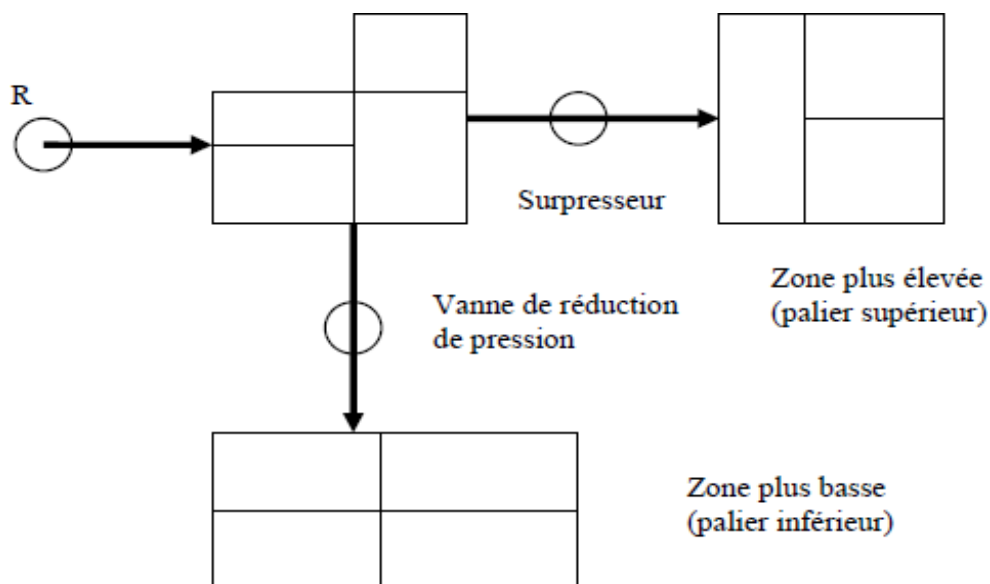 R
Surpresseur
Zone plus élevée
(palier supérieur)
Vanne de réduction
de pression
Zone plus basse
(palier inférieur)